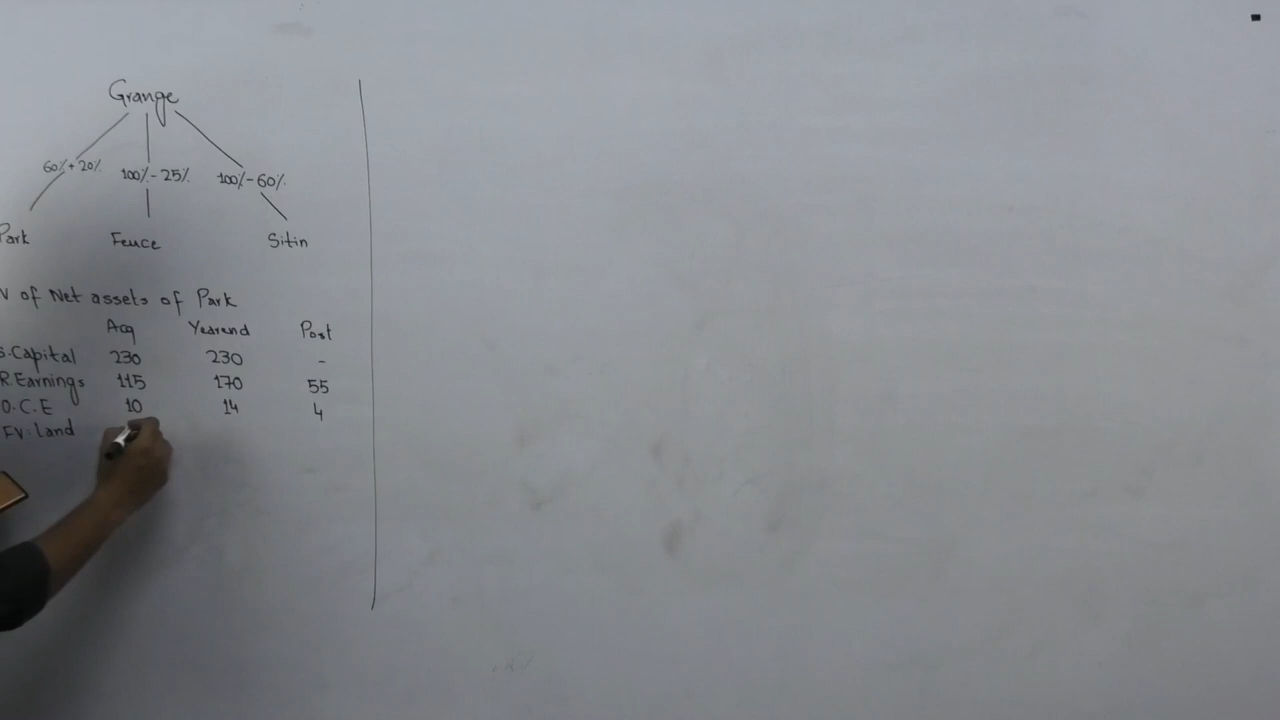 Grange
60%+20% 100%-25% 100%-60%
Park Feuce Sitin
V of Net assets of Park
Acq Yearend Post
S.Capital 230 230 -
R.Earnings 115 170 55
O.C.E 10 14 4
FV:land